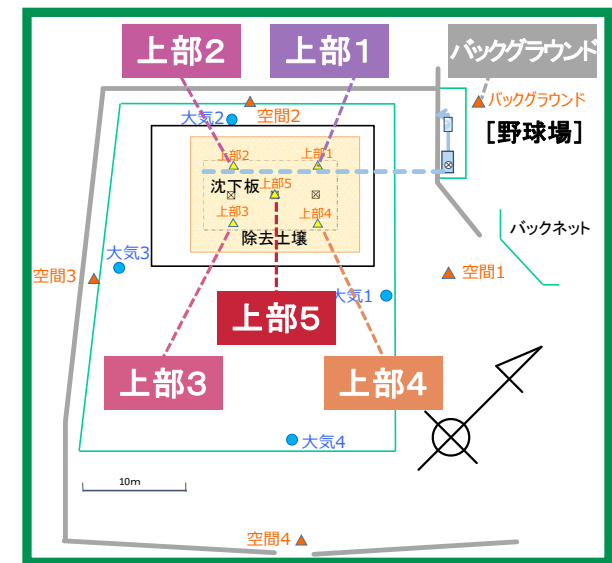 上部2
上部1
バックグラウンド
バックグラウンド
[野球場]
大気2
空間2
上部2
上部1
沈下板
上部5
上部3
上部4
除去土壌
バックネット
大気3
空間3
空間1
大気1
上部5
上部3
上部4
大気4
10m
空間4